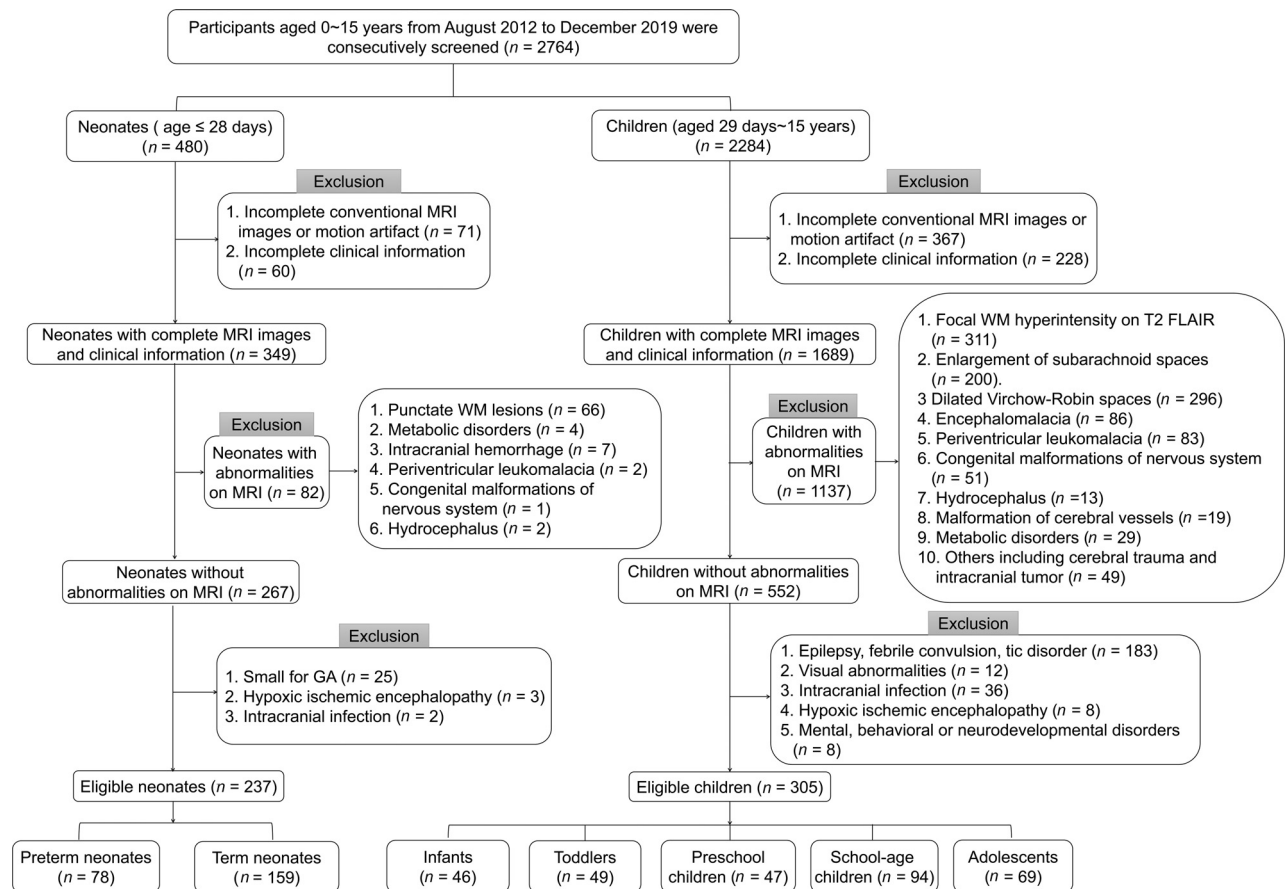 Participants aged 0~15 years from August 2012 to December 2019 were
consecutively screened (n = 2764)
Neonates ( age ≤ 28 days)
(n = 480)
Children (aged 29 days~15 years)
(n = 2284)
Exclusion
1. Incomplete conventional MRI
images or motion artifact (n = 71)
2. Incomplete clinical information
(n = 60)
Exclusion
1. Incomplete conventional MRI images or
motion artifact (n = 367)
2. Incomplete clinical information (n = 228)
Neonates with complete MRI images
and clinical information (n = 349)
Children with complete MRI images
and clinical information (n = 1689)
Exclusion
Neonates with
abnormalities
on MRI (n = 82)
1. Punctate WM lesions (n = 66)
2. Metabolic disorders (n = 4)
3. Intracranial hemorrhage (n = 7)
4. Periventricular leukomalacia (n = 2)
5. Congenital malformations of
nervous system (n = 1)
6. Hydrocephalus (n = 2)
Exclusion
Children with
abnormalities
on MRI
(n = 1137)
1. Focal WM hyperintensity on T2 FLAIR
(n = 311)
2. Enlargement of subarachnoid spaces
(n = 200).
3 Dilated Virchow-Robin spaces (n = 296)
4. Encephalomalacia (n = 86)
5. Periventricular leukomalacia (n = 83)
6. Congenital malformations of nervous system
(n = 51)
7. Hydrocephalus (n =13)
8. Malformation of cerebral vessels (n =19)
9. Metabolic disorders (n = 29)
10. Others including cerebral trauma and
intracranial tumor (n = 49)
Neonates without
abnormalities on MRI (n = 267)
Children without abnormalities
on MRI (n = 552)
Exclusion
1. Small for GA (n = 25)
2. Hypoxic ischemic encephalopathy (n = 3)
3. Intracranial infection (n = 2)
Exclusion
1. Epilepsy, febrile convulsion, tic disorder (n = 183)
2. Visual abnormalities (n = 12)
3. Intracranial infection (n = 36)
4. Hypoxic ischemic encephalopathy (n = 8)
5. Mental, behavioral or neurodevelopmental disorders
(n = 8)
Eligible neonates (n = 237)
Eligible children (n = 305)
Preterm neonates
(n = 78)
Term neonates
(n = 159)
Infants
(n = 46)
Toddlers
(n = 49)
Preschool
children (n = 47)
School-age
children (n = 94)
Adolescents
(n = 69)